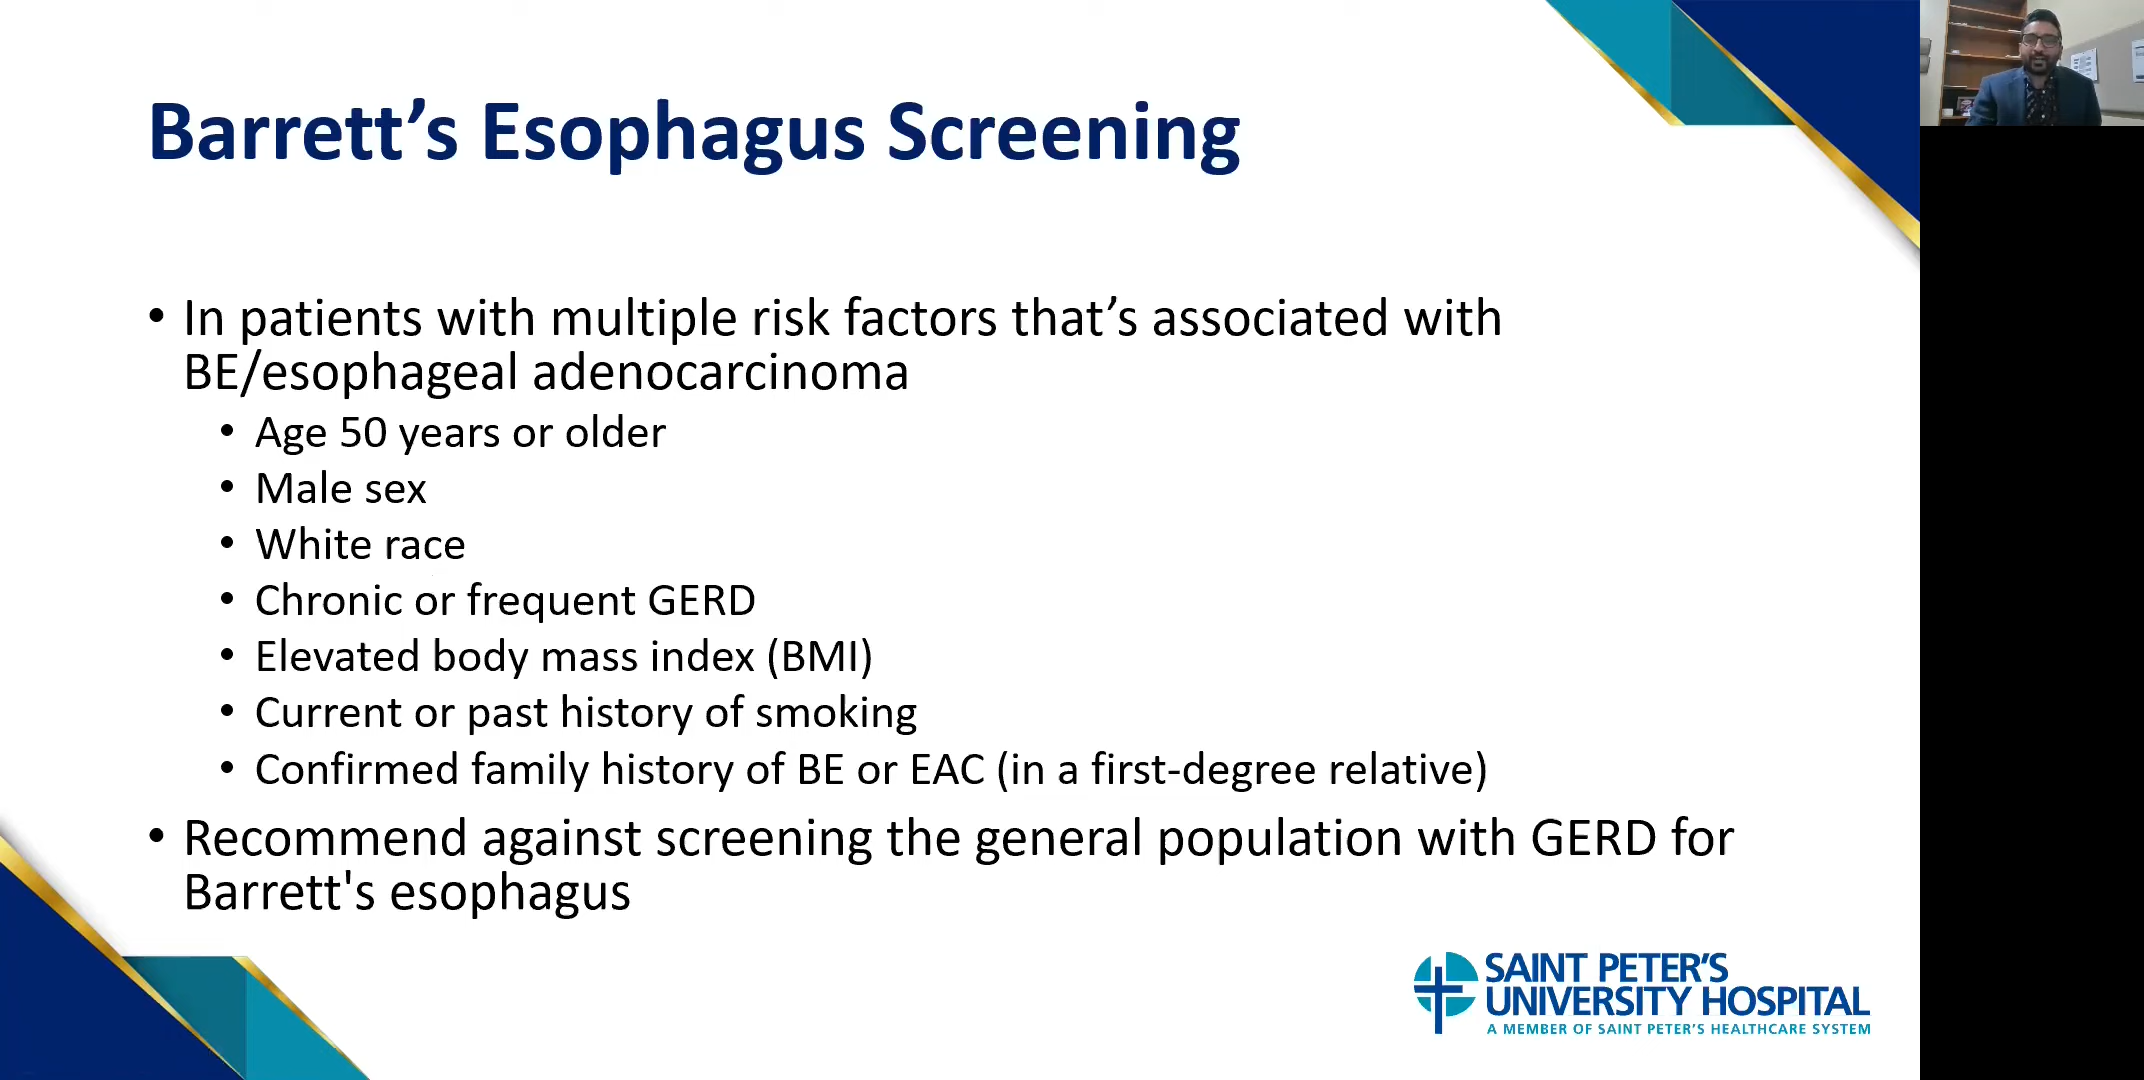 Barrett’s Esophagus Screening
• In patients with multiple risk factors that’s associated with
BE/esophageal adenocarcinoma
• Age 50 years or older
• Male sex
• White race
• Chronic or frequent GERD
• Elevated body mass index (BMI)
• Current or past history of smoking
• Confirmed family history of BE or EAC (in a first-degree relative)
• Recommend against screening the general population with GERD for
Barrett's esophagus
SAINT PETER’S
UNIVERSITY HOSPITAL
A MEMBER OF SAINT PETER’S HEALTHCARE SYSTEM